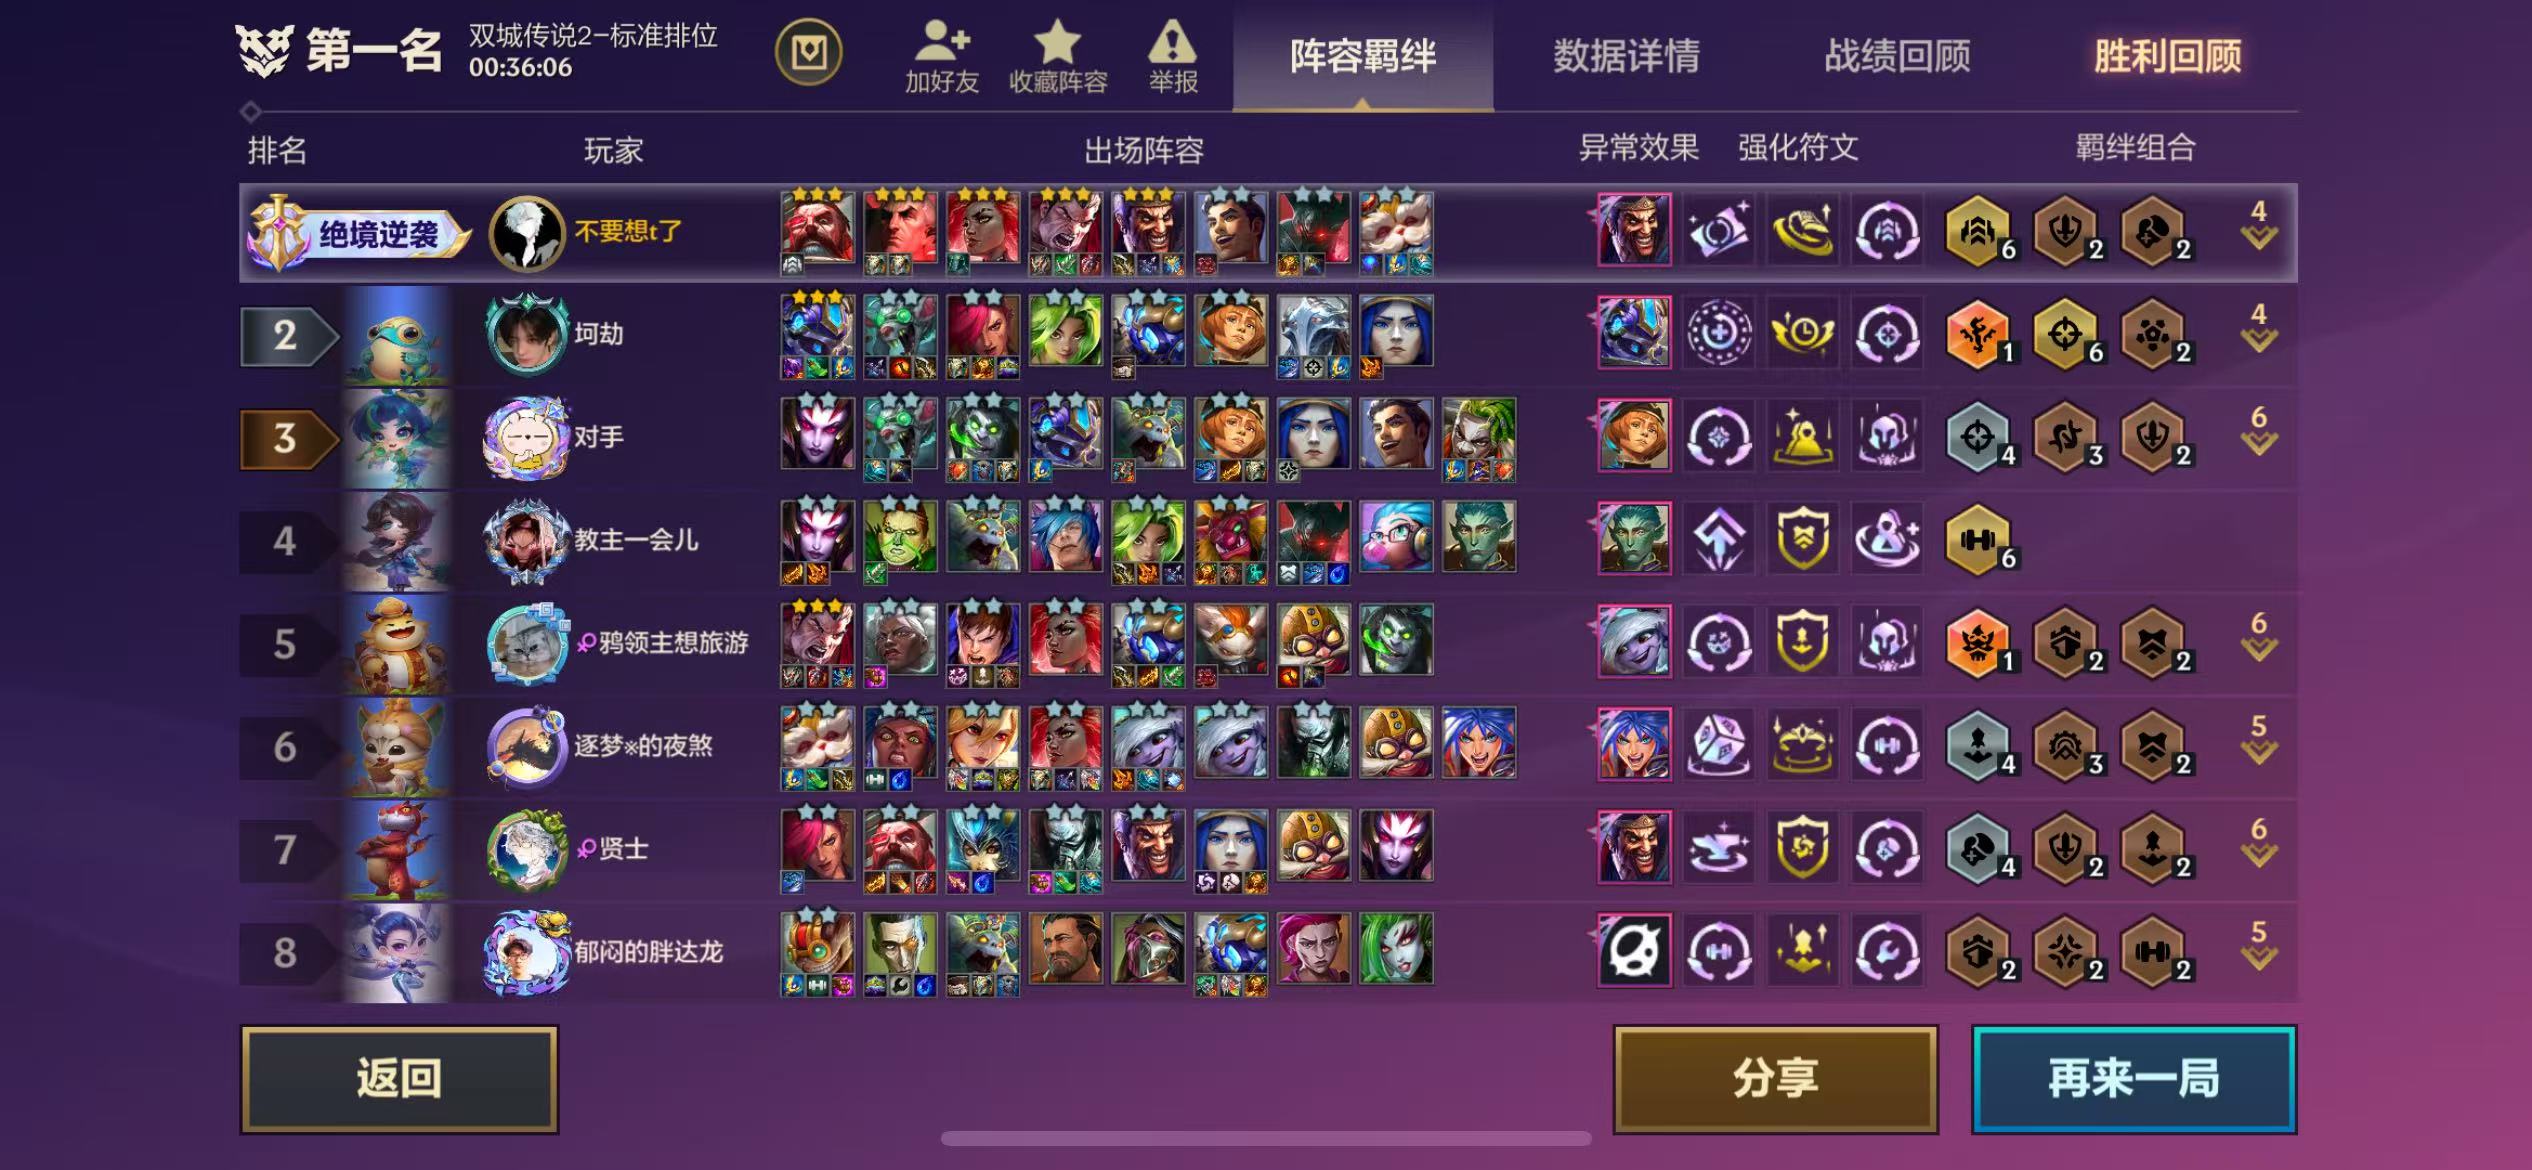 第一名
双城传说2-标准排位
00:36:06
加好友
收藏阵容
举报
阵容羁绊
数据详情
战绩回顾
胜利回顾
排名 玩家 出场阵容 异常效果 强化符文 羁绊组合
绝境逆袭 不要想t了 6 2 2 4
2 坷劫 1 6 2 4
3 对手 4 3 2 6
4 教主一会儿 6
5 鸦领主想旅游 1 2 2 6
6 逐梦※的夜煞 4 3 2 5
7 贤士 4 2 2 6
8 郁闷的胖达龙 2 2 2 5
返回
分享
再来一局